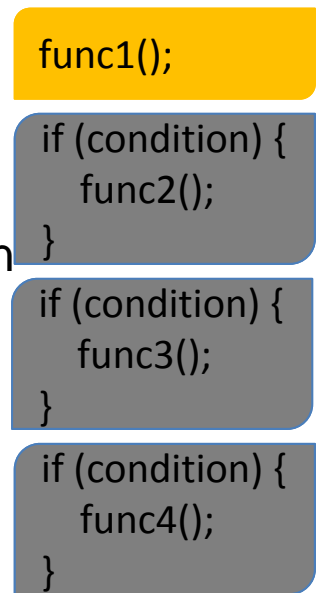 func1();
if (condition) {
func2();
}
if (condition) {
func3();
}
if (condition) {
func4();
}